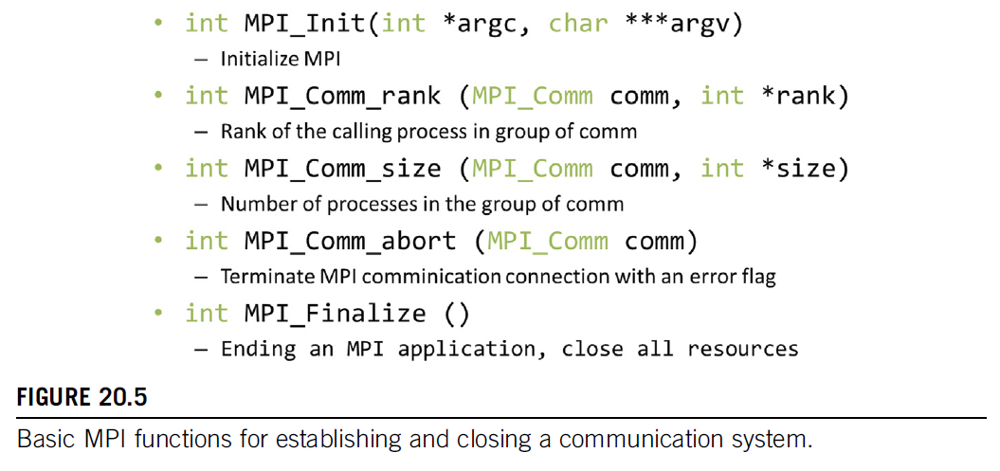 • int MPI_Init(int *argc, char ***argv)
– Initialize MPI
• int MPI_Comm_rank (MPI_Comm comm, int *rank)
– Rank of the calling process in group of comm
• int MPI_Comm_size (MPI_Comm comm, int *size)
– Number of processes in the group of comm
• int MPI_Comm_abort (MPI_Comm comm)
– Terminate MPI comminication connection with an error flag
• int MPI_Finalize ()
– Ending an MPI application, close all resources
FIGURE 20.5
Basic MPI functions for establishing and closing a communication system.